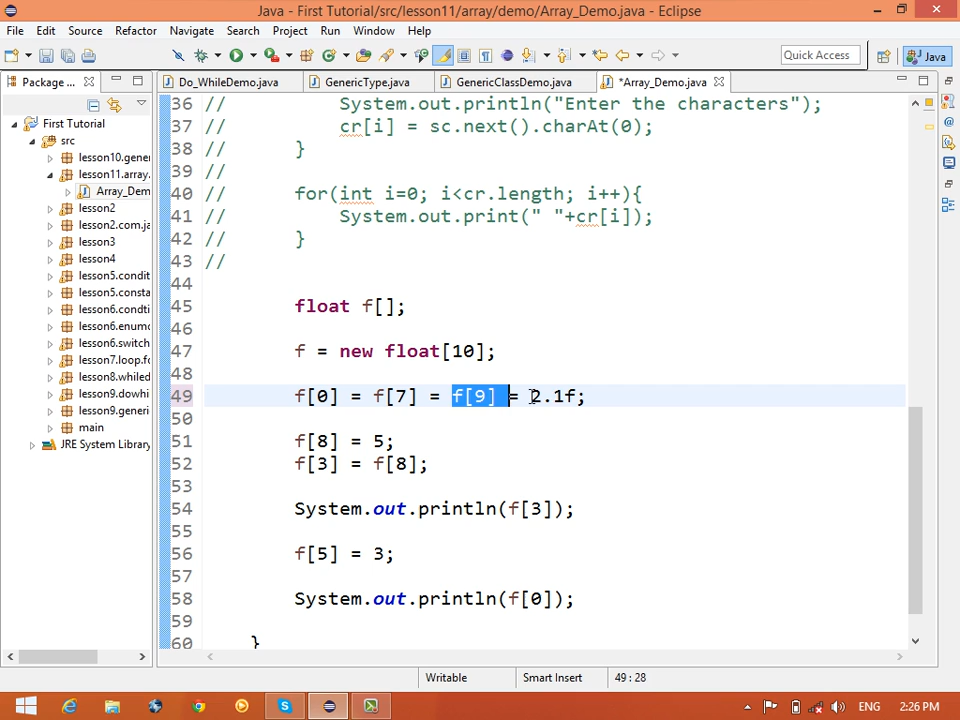 Java - First Tutorial/src/lesson11/array/demo/Array_Demo.java - Eclipse
File Edit Source Refactor Navigate Search Project Run Window Help
Quick Access Java
Package ... Do_WhileDemo.java GenericType.java GenericClassDemo.java *Array_Demo.java
First Tutorial
src
lesson10.gene
lesson11.array.
Array_Dem
lesson2
lesson2.com.ja
lesson3
lesson4
lesson5.condit
lesson5.consta
lesson6.condti
lesson6.enumo
lesson6.switch
lesson7.loop.fo
lesson8.whiled
lesson9.dowhi
lesson9.generi
main
JRE System Library
36 // System.out.println("Enter the characters");
37 // cr[i] = sc.next().charAt(0);
38 // }
39 //
40 // for(int i=0; i<cr.length; i++){
41 // System.out.print(" "+cr[i]);
42 // }
43 //
44
45 float f[];
46
47 f = new float[10];
48
49 f[0] = f[7] = f[9] = 2.1f;
50
51 f[8] = 5;
52 f[3] = f[8];
53
54 System.out.println(f[3]);
55
56 f[5] = 3;
57
58 System.out.println(f[0]);
59
60 }
Writable Smart Insert 49 : 28
ENG 2:26 PM